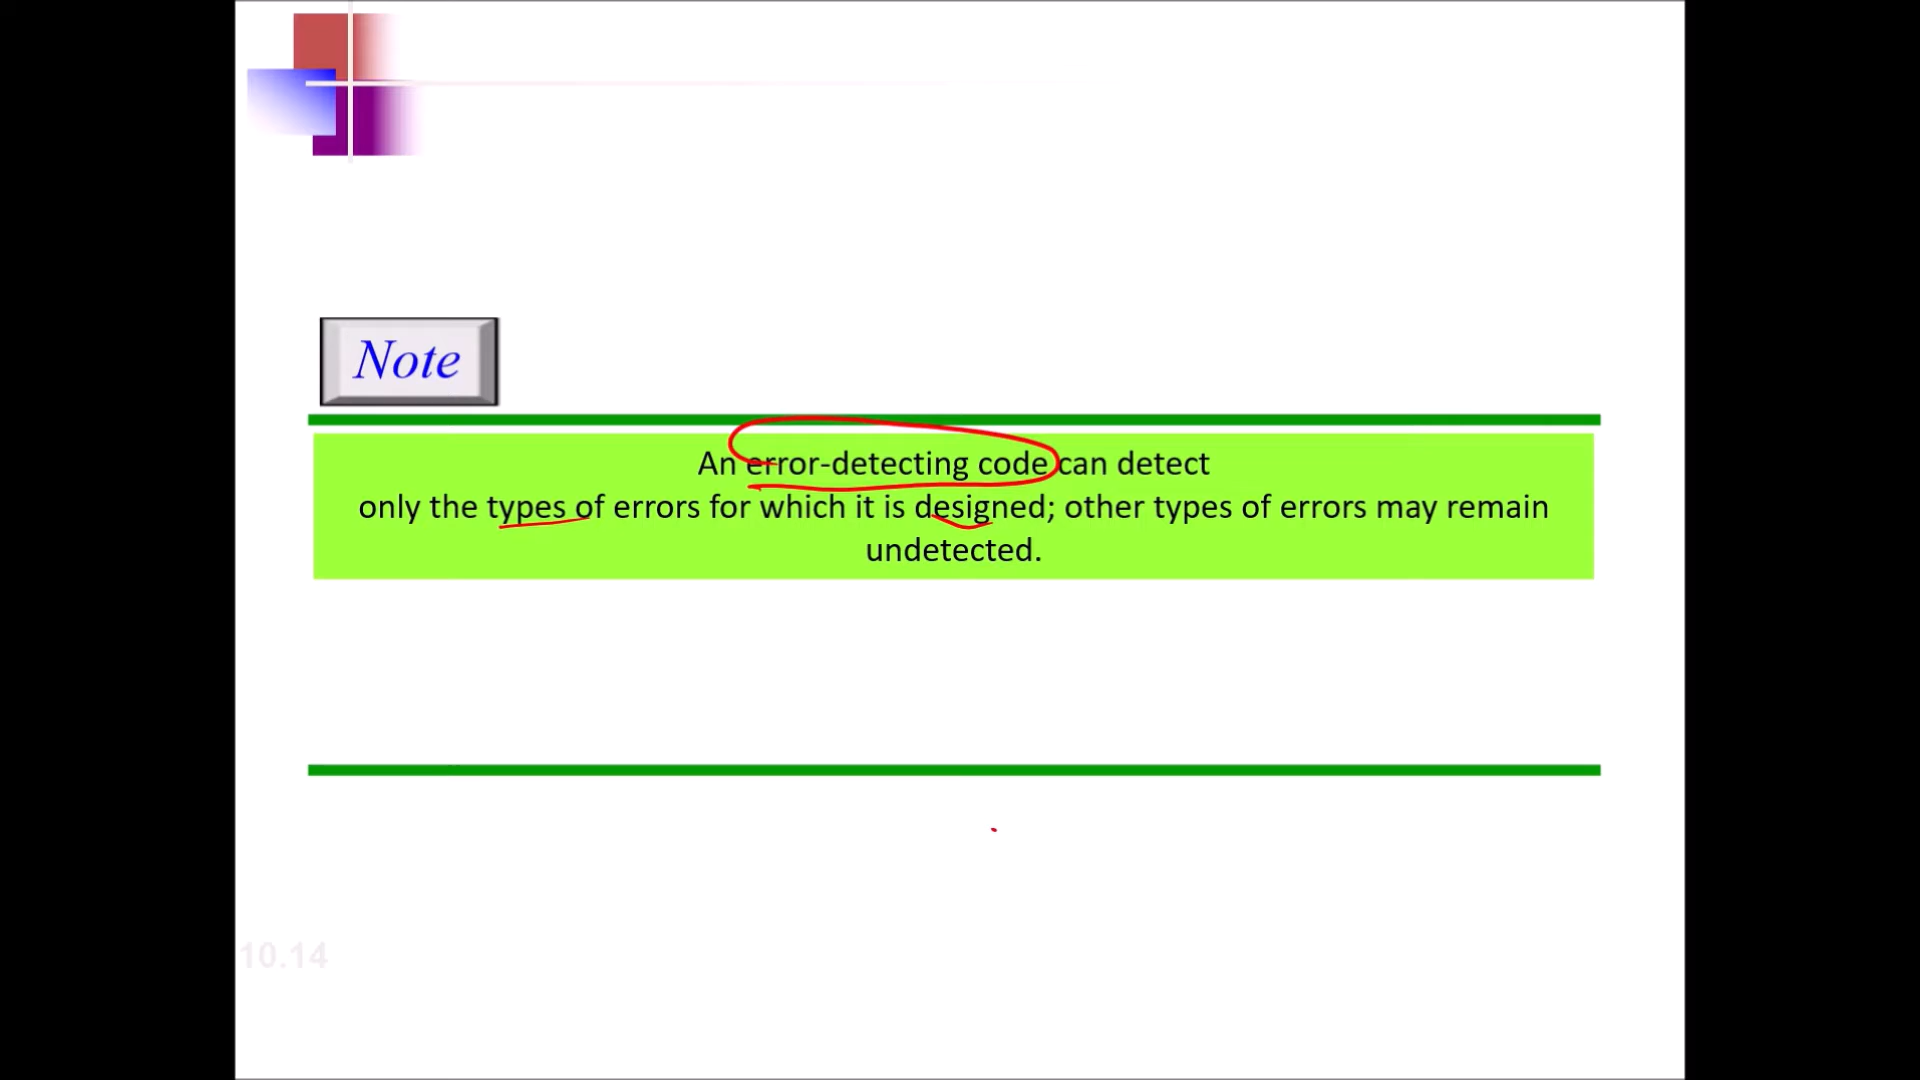 Note
An error-detecting code can detect
only the types of errors for which it is designed; other types of errors may remain
undetected.
10.14